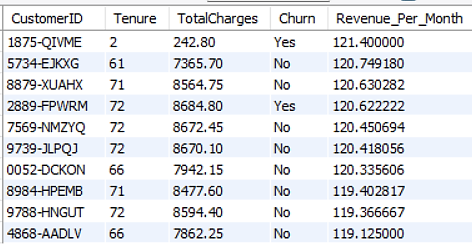 CustomerID Tenure TotalCharges Churn Revenue_Per_Month
1875-QIVME 2 242.80 Yes 121.400000
5734-EJKXG 61 7365.70 No 120.749180
8879-XUAHX 71 8564.75 No 120.630282
2889-FPWRM 72 8684.80 Yes 120.622222
7569-NMZYQ 72 8672.45 No 120.450694
9739-JLPQJ 72 8670.10 No 120.418056
0052-DCKON 66 7942.15 No 120.335606
8984-HPEMB 71 8477.60 No 119.402817
9788-HNGUT 72 8594.40 No 119.366667
4868-AADLV 66 7862.25 No 119.125000